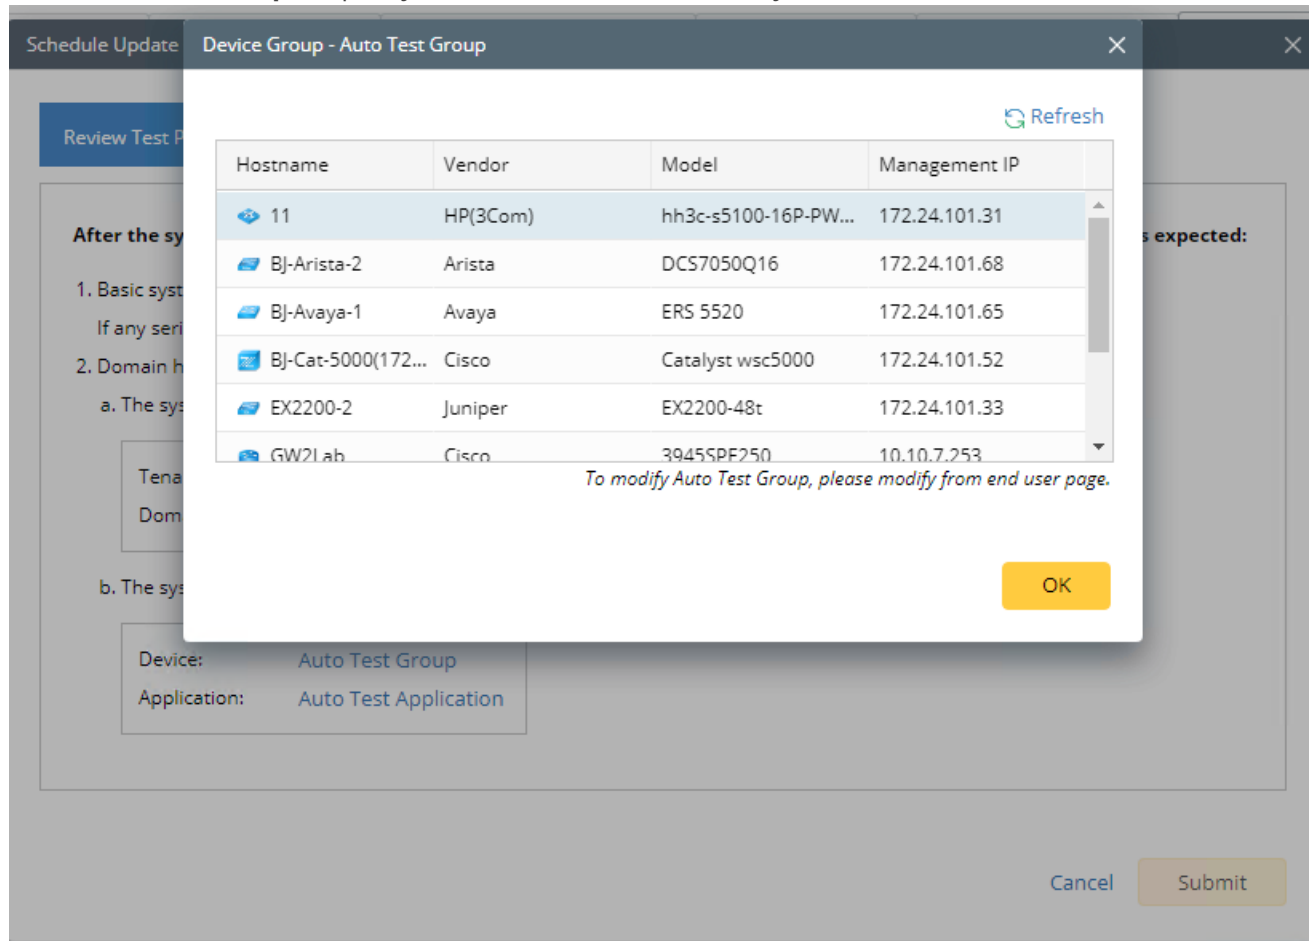 Schedule Update
Device Group - Auto Test Group
Refresh
Review Test P
Hostname Vendor Model Management IP
11 HP(3Com) hh3c-s5100-16P-PW... 172.24.101.31
BJ-Arista-2 Arista DCS7050Q16 172.24.101.68
BJ-Avaya-1 Avaya ERS 5520 172.24.101.65
BJ-Cat-5000(172... Cisco Catalyst wsc5000 172.24.101.52
EX2200-2 Juniper EX2200-48t 172.24.101.33
GW2Lab Cisco 3945SPE250 10.10.7.253
To modify Auto Test Group, please modify from end user page.
OK
After the sy
s expected:
1. Basic syst
If any seri
2. Domain h
a. The sys
Tena
Dom
b. The sys
Device: Auto Test Group
Application: Auto Test Application
Cancel Submit